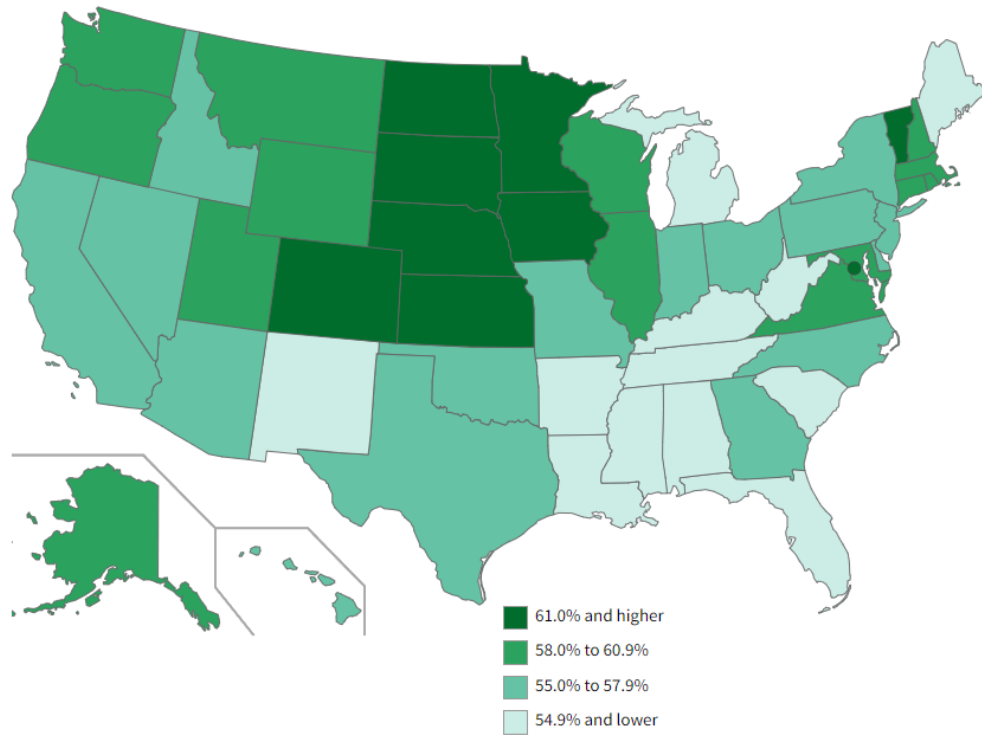 61.0% and higher
58.0% to 60.9%
55.0% to 57.9%
54.9% and lower